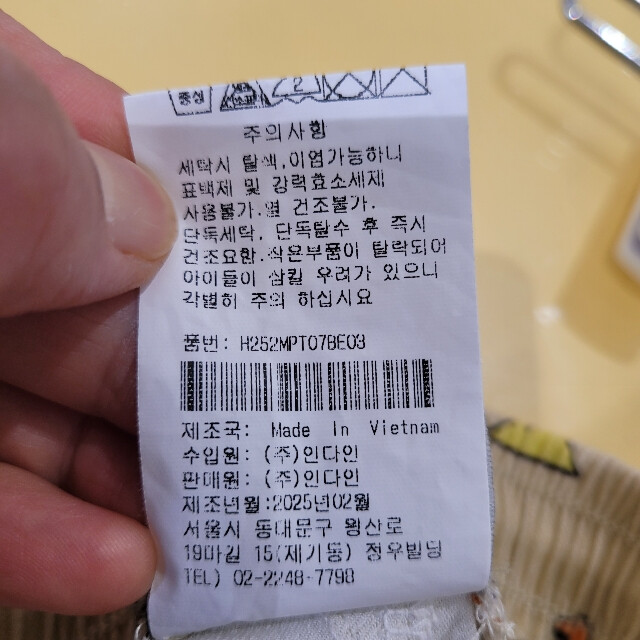 중성
2
주의사항
세탁시 탈색,이염가능하니
표백제 및 강력효소세제
사용불가.열 건조불가.
단독세탁, 단독탈수 후 즉시
건조요함.작은부품이 탈락되어
아이들이 삼킬 우려가 있으니
각별히 주의 하십시요
품번: H252MPT07BE03
제조국: Made In Vietnam
수입원: (주)인다인
판매원: (주)인다인
제조년월:2025년02월
서울시 동대문구 왕산로
19마길 15(제기동) 정우빌딩
TEL) 02-2248-7798